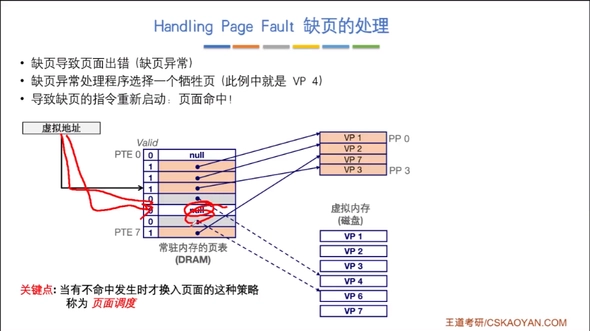 Handling Page Fault 缺页的处理
• 缺页导致页面出错 (缺页异常)
• 缺页异常处理程序选择一个牺牲页 (此例中就是 VP 4)
• 导致缺页的指令重新启动: 页面命中!
虚拟地址
Valid
PTE 0
0 null
1
1
1
0
null
0
PTE 7
1
常驻内存的页表
(DRAM)
VP 1
PP 0
VP 2
VP 7
VP 3
PP 3
虚拟内存
(磁盘)
VP 1
VP 2
VP 3
VP 4
VP 6
VP 7
关键点: 当有不命中发生时才换入页面的这种策略
称为 页面调度
王道考研/CSKAOYAN.COM